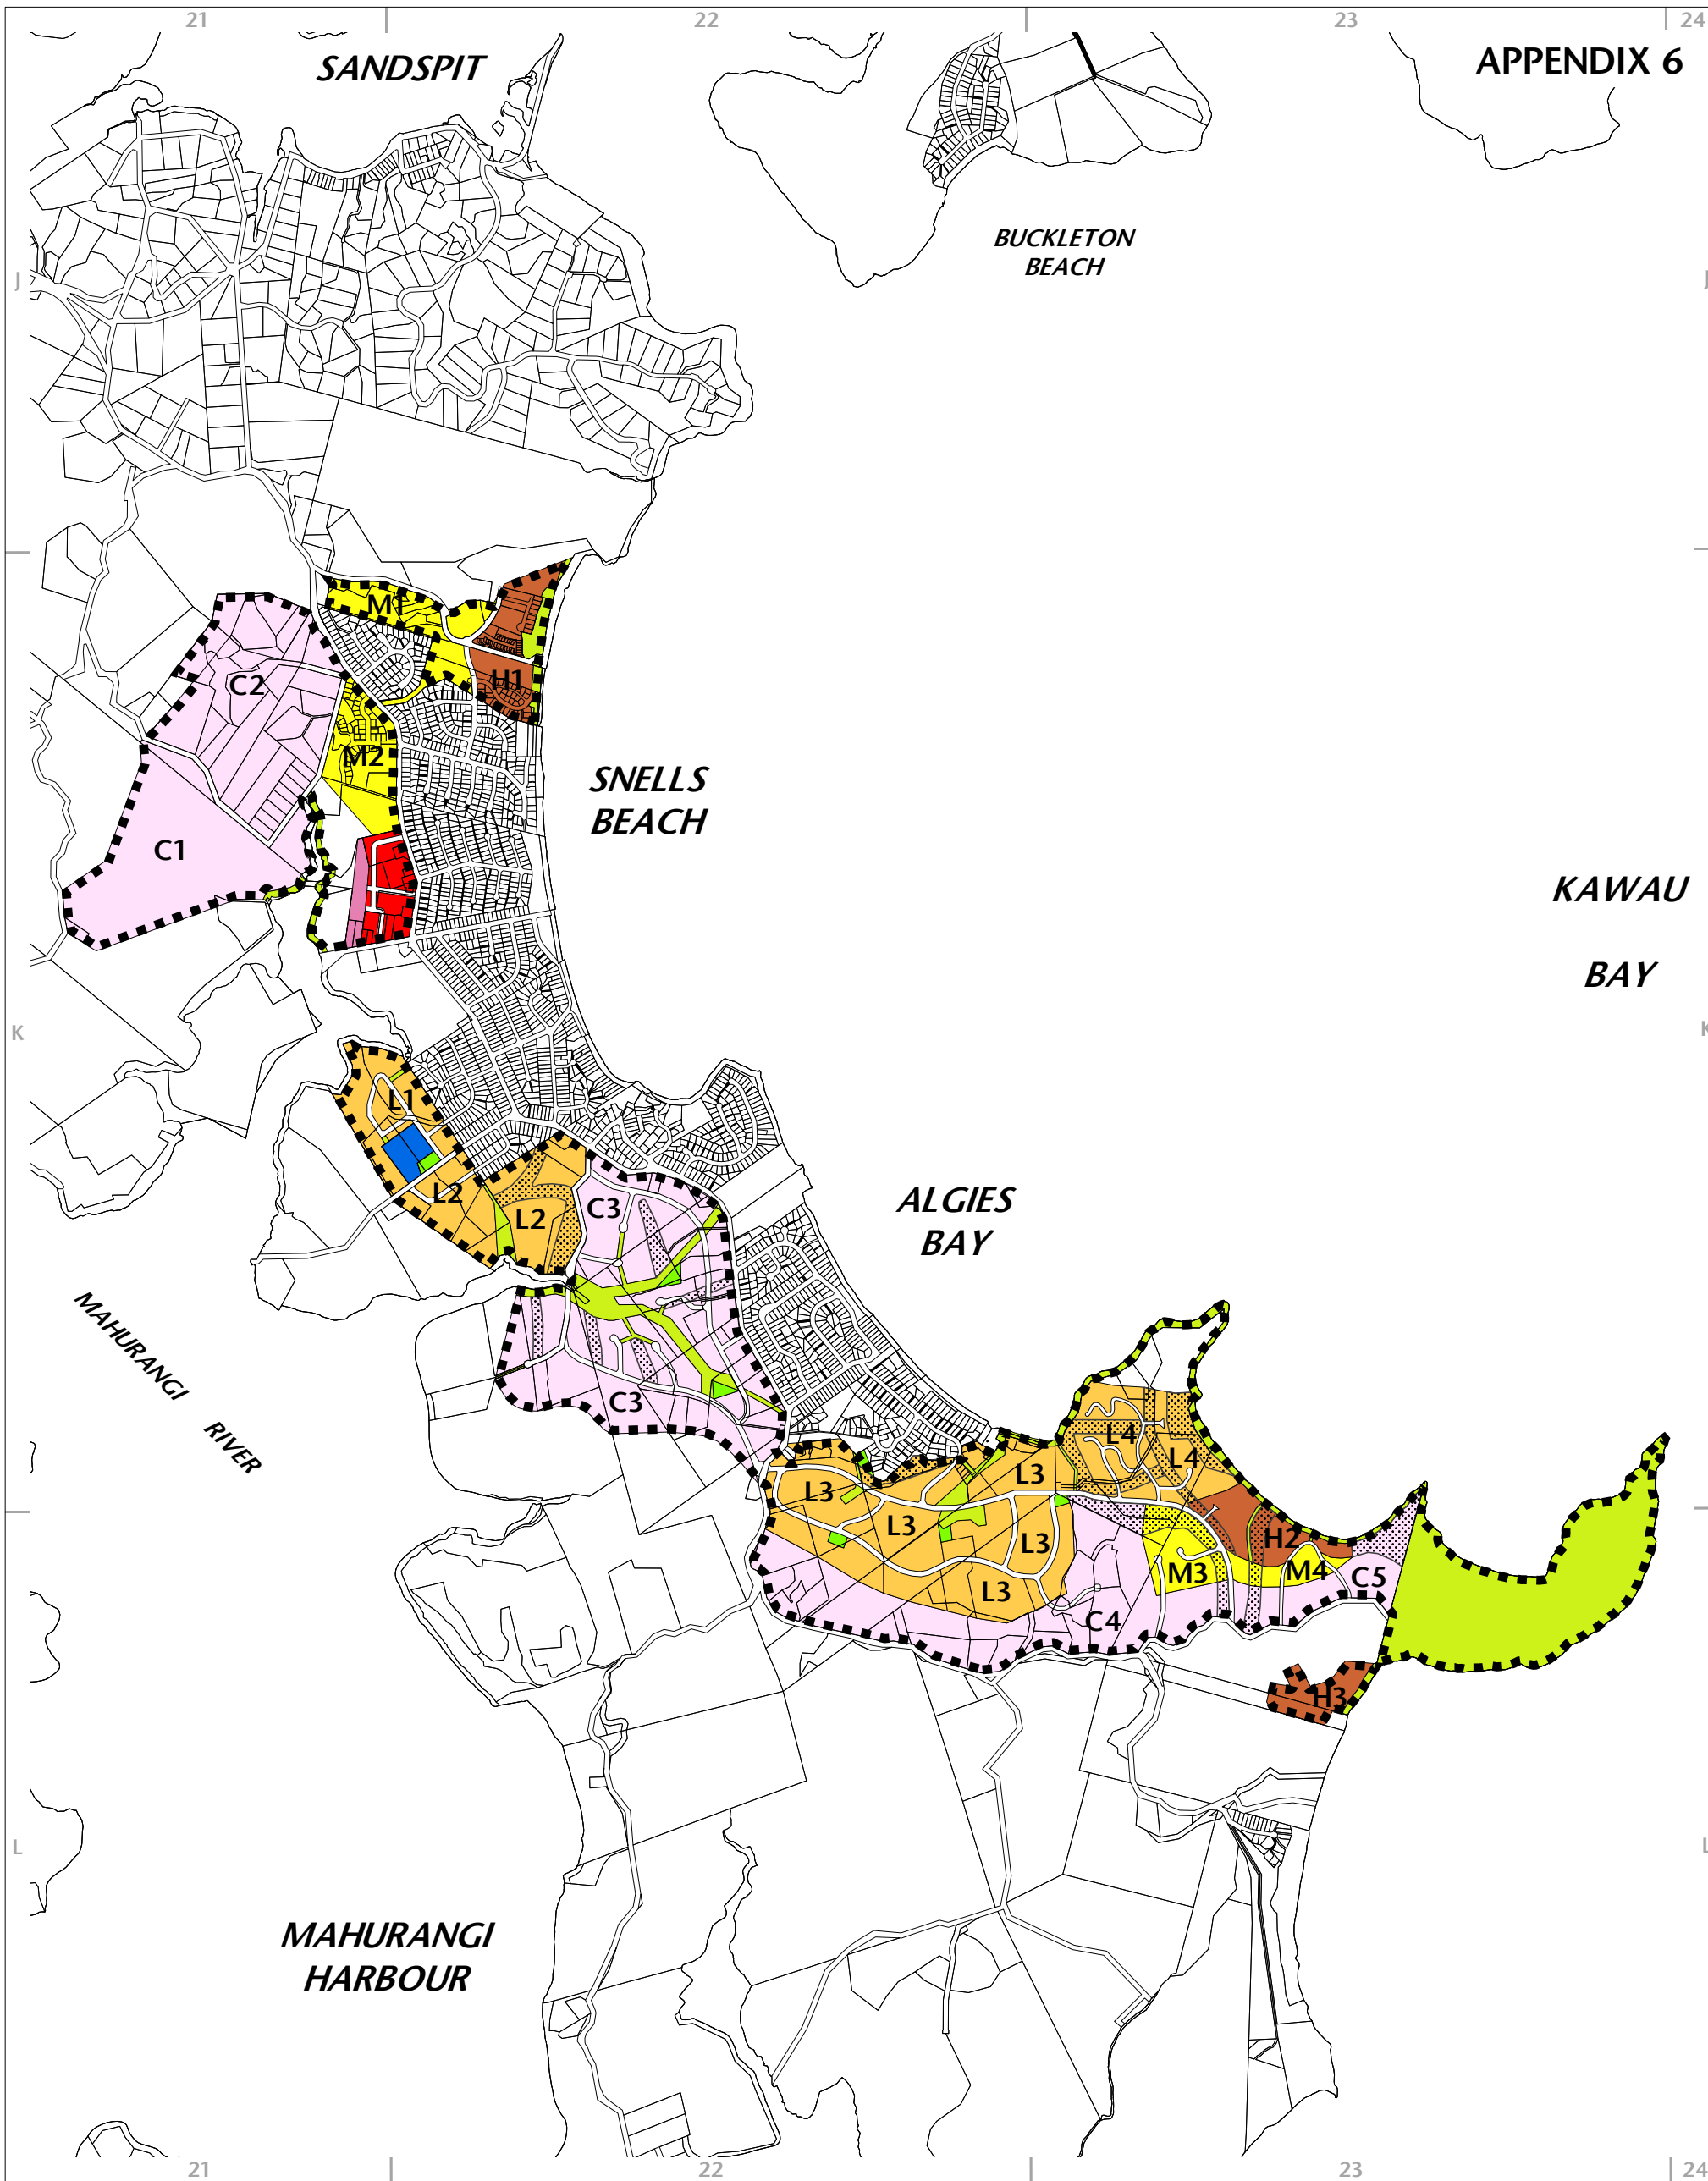 21
22
23
24
SANDSPIT
APPENDIX 6
BUCKLETON
BEACH
J
J
M1
H1
C2
M2
SNELLS
BEACH
C1
KAWAU
BAY
K
K
L1
L2
L2
C3
ALGIES
BAY
MAHURANGI
RIVER
C3
L4
L4
L3
L3
L3
L3
H2
M3
M4
C5
L3
C4
H3
L
L
MAHURANGI
HARBOUR
21
22
23
24